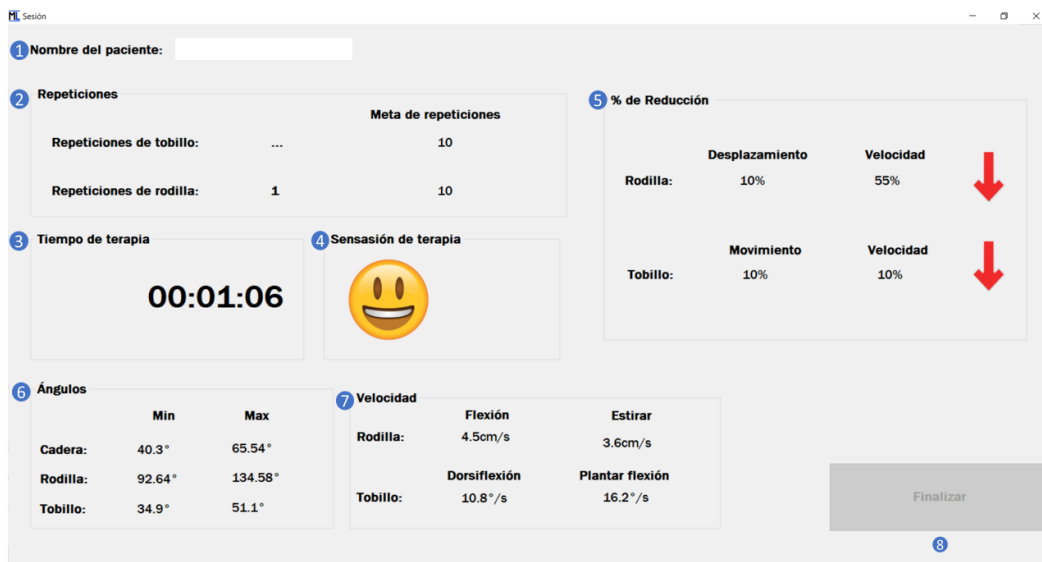 ML Sesión
1 Nombre del paciente:
2 Repeticiones
Meta de repeticiones
Repeticiones de tobillo: ... 10
Repeticiones de rodilla: 1 10
3 Tiempo de terapia
00:01:06
4 Sensasión de terapia
5 % de Reducción
Desplazamiento Velocidad
Rodilla: 10% 55%
Movimiento Velocidad
Tobillo: 10% 10%
6 Ángulos
Min Max
Cadera: 40.3° 65.54°
Rodilla: 92.64° 134.58°
Tobillo: 34.9° 51.1°
7 Velocidad
Flexión Estirar
Rodilla: 4.5cm/s 3.6cm/s
Dorsiflexión Plantar flexión
Tobillo: 10.8°/s 16.2°/s
Finalizar
8